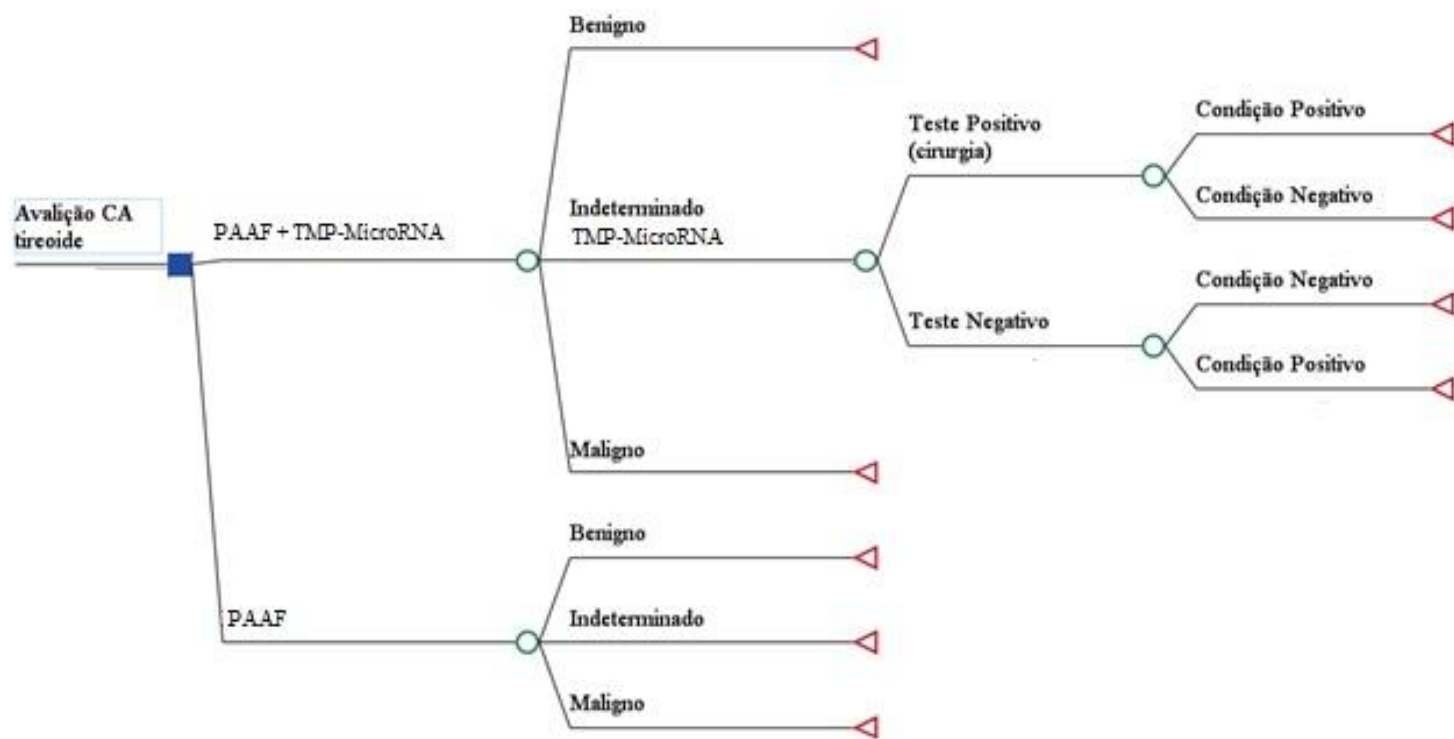 Avalição CA
tireoide
PAAF + TMP-MicroRNA
Benigno
Indeterminado
TMP-MicroRNA
Teste Positivo
(cirurgia)
Condição Positivo
Condição Negativo
Teste Negativo
Condição Negativo
Condição Positivo
Maligno
PAAF
Benigno
Indeterminado
Maligno